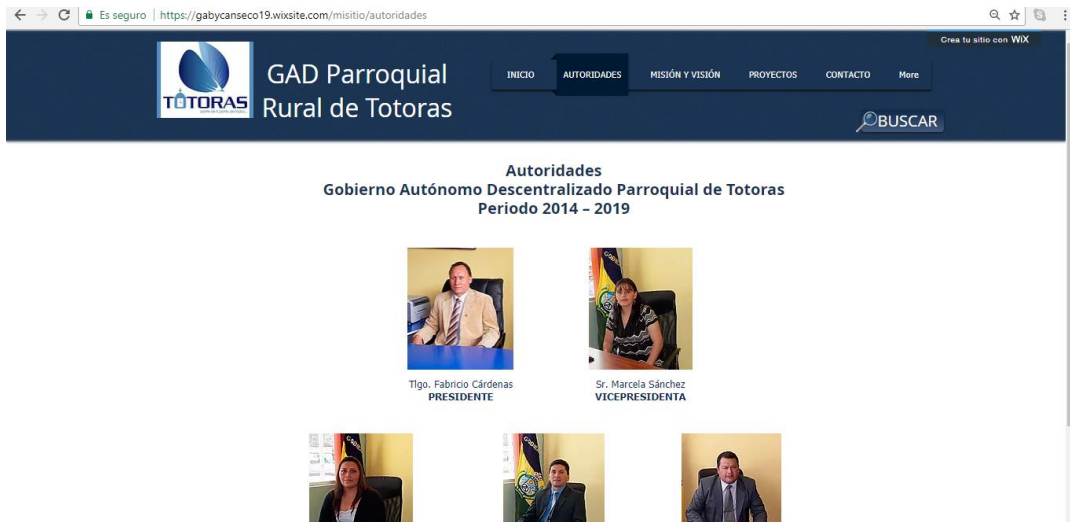 Es seguro | https://gabycanseco19.wixsite.com/misitio/autoridades
Crea tu sitio con WiX
TOTORAS
GAD Parroquial
Rural de Totoras
INICIO AUTORIDADES MISIÓN Y VISIÓN PROYECTOS CONTACTO More
BUSCAR
Autoridades
Gobierno Autónomo Descentralizado Parroquial de Totoras
Periodo 2014 – 2019
Tlgo. Fabricio Cárdenas
PRESIDENTE
Sr. Marcela Sánchez
VICEPRESIDENTA